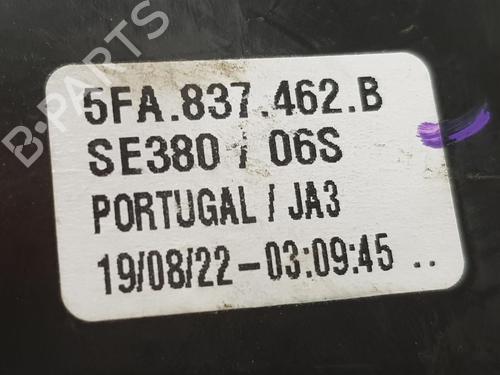 B-PARTS
5FA.837.462.B
SE380 / 06S
PORTUGAL / JA3
19/08/22-03:09:45 ..